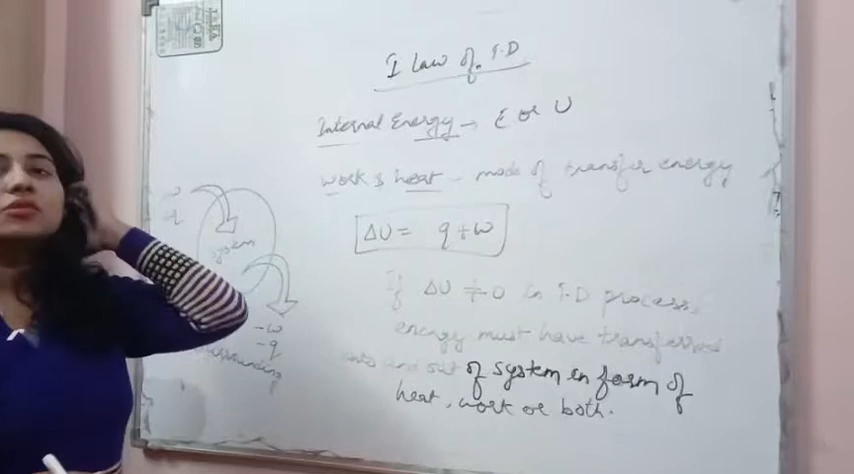 I Law of T.D
Internal Energy → E or U
work & heat - mode of transfer energy
ΔU = q+w
system
If ΔU ≠ 0 in T.D process,
energy must have transferred
into and out of system in form of
heat, work or both.
-w
-q
surrounding